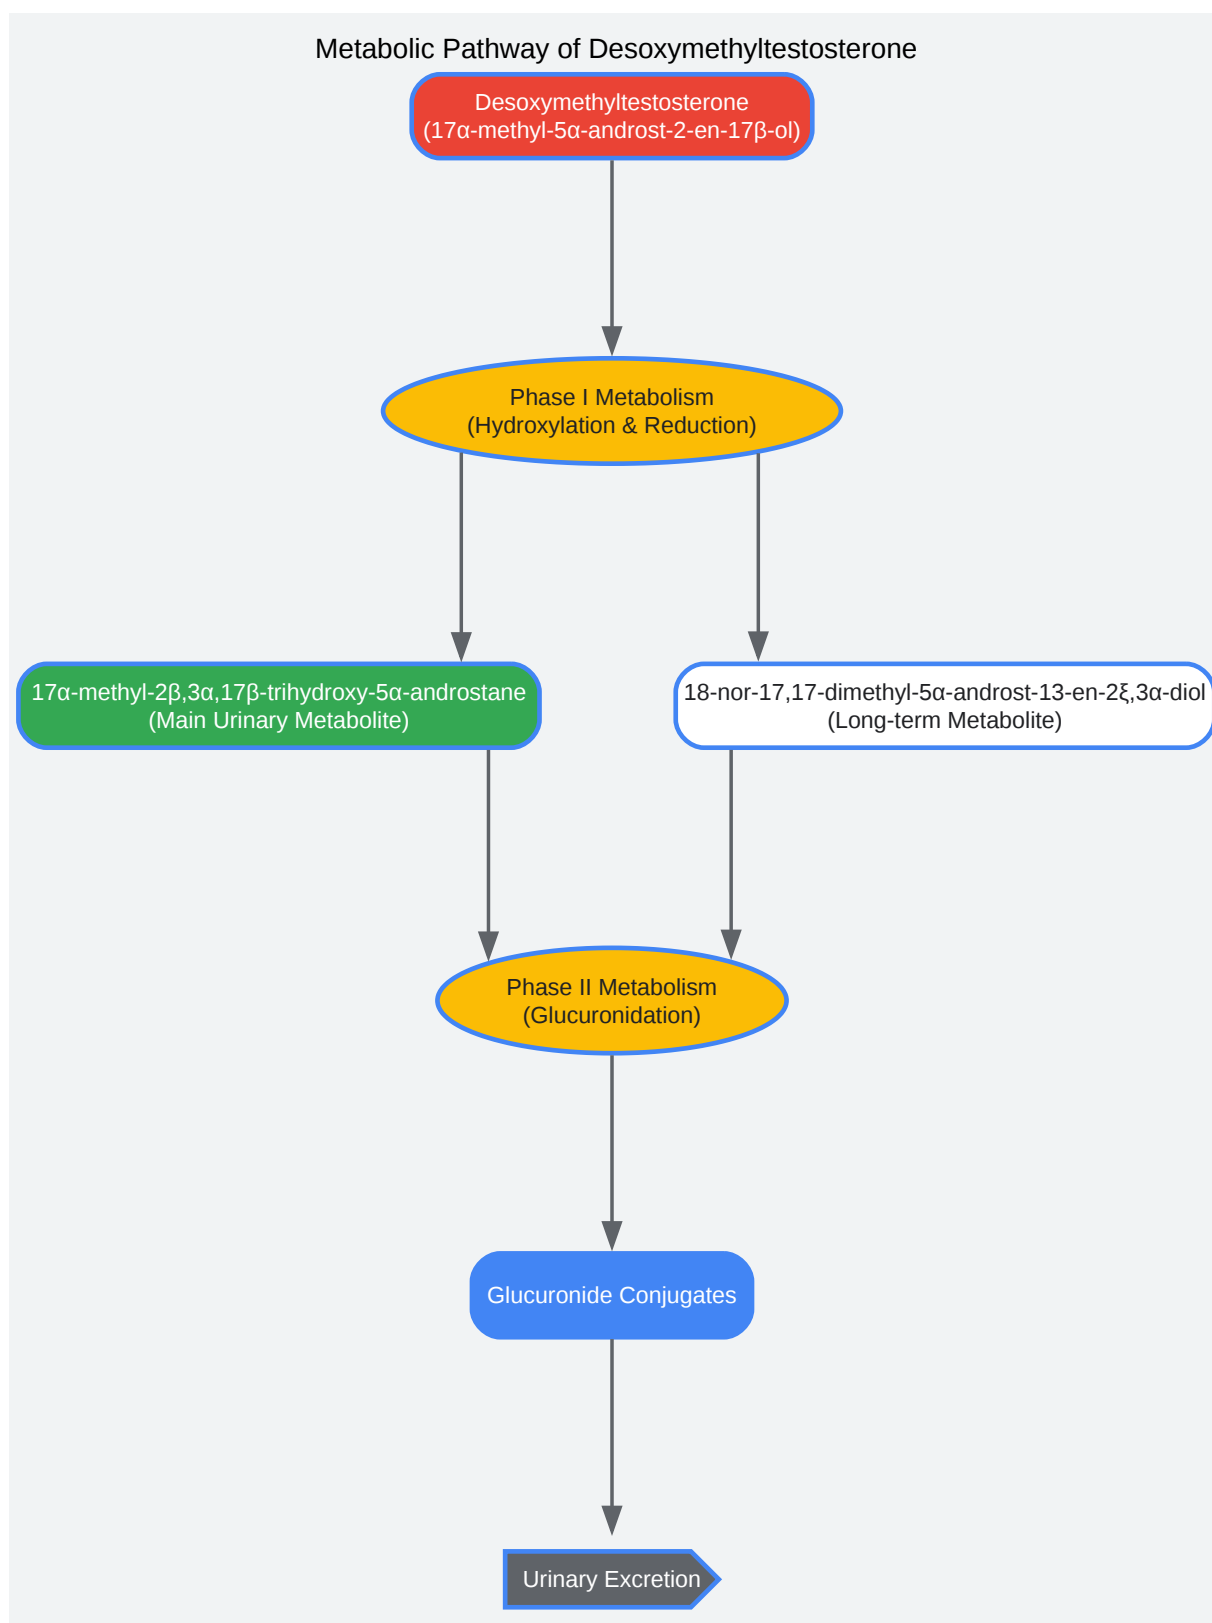 Metabolic Pathway of Desoxymethyltestosterone
Desoxymethyltestosterone
(17α-methyl-5α-androst-2-en-17β-ol)
Phase I Metabolism
(Hydroxylation & Reduction)
17α-methyl-2β,3α,17β-trihydroxy-5α-androstane
(Main Urinary Metabolite)
18-nor-17,17-dimethyl-5α-androst-13-en-2ξ,3α-diol
(Long-term Metabolite)
Phase II Metabolism
(Glucuronidation)
Glucuronide Conjugates
Urinary Excretion